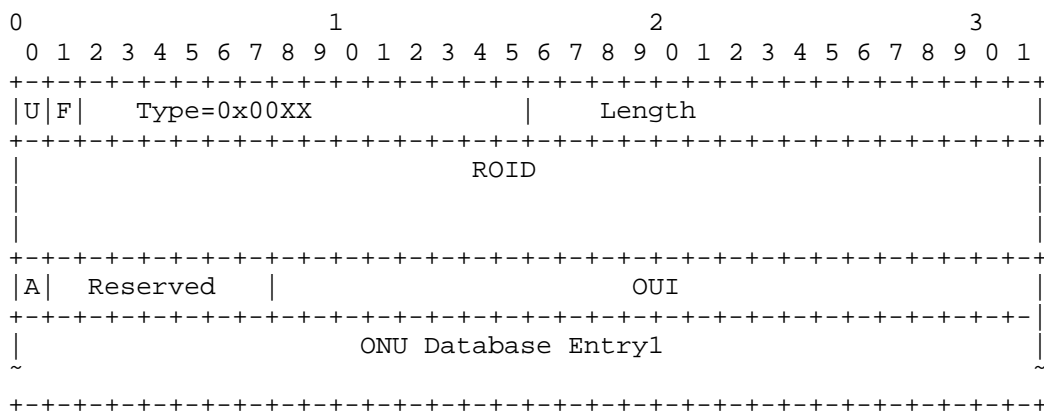 0                   1                   2                   3
 0 1 2 3 4 5 6 7 8 9 0 1 2 3 4 5 6 7 8 9 0 1 2 3 4 5 6 7 8 9 0 1
+-+-+-+-+-+-+-+-+-+-+-+-+-+-+-+-+-+-+-+-+-+-+-+-+-+-+-+-+-+-+-+-+
|U|F|   Type=0x00XX             |    Length                     |
+-+-+-+-+-+-+-+-+-+-+-+-+-+-+-+-+-+-+-+-+-+-+-+-+-+-+-+-+-+-+-+-+
|                            ROID                               |
|                                                               |
|                                                               |
+-+-+-+-+-+-+-+-+-+-+-+-+-+-+-+-+-+-+-+-+-+-+-+-+-+-+-+-+-+-+-+-+
|A|  Reserved   |                      OUI                      |
+-+-+-+-+-+-+-+-+-+-+-+-+-+-+-+-+-+-+-+-+-+-+-+-+-+-+-+-+-+-+-+-|
|                     ONU Database Entry1                       |
~                                                               ~
+-+-+-+-+-+-+-+-+-+-+-+-+-+-+-+-+-+-+-+-+-+-+-+-+-+-+-+-+-+-+-+-+